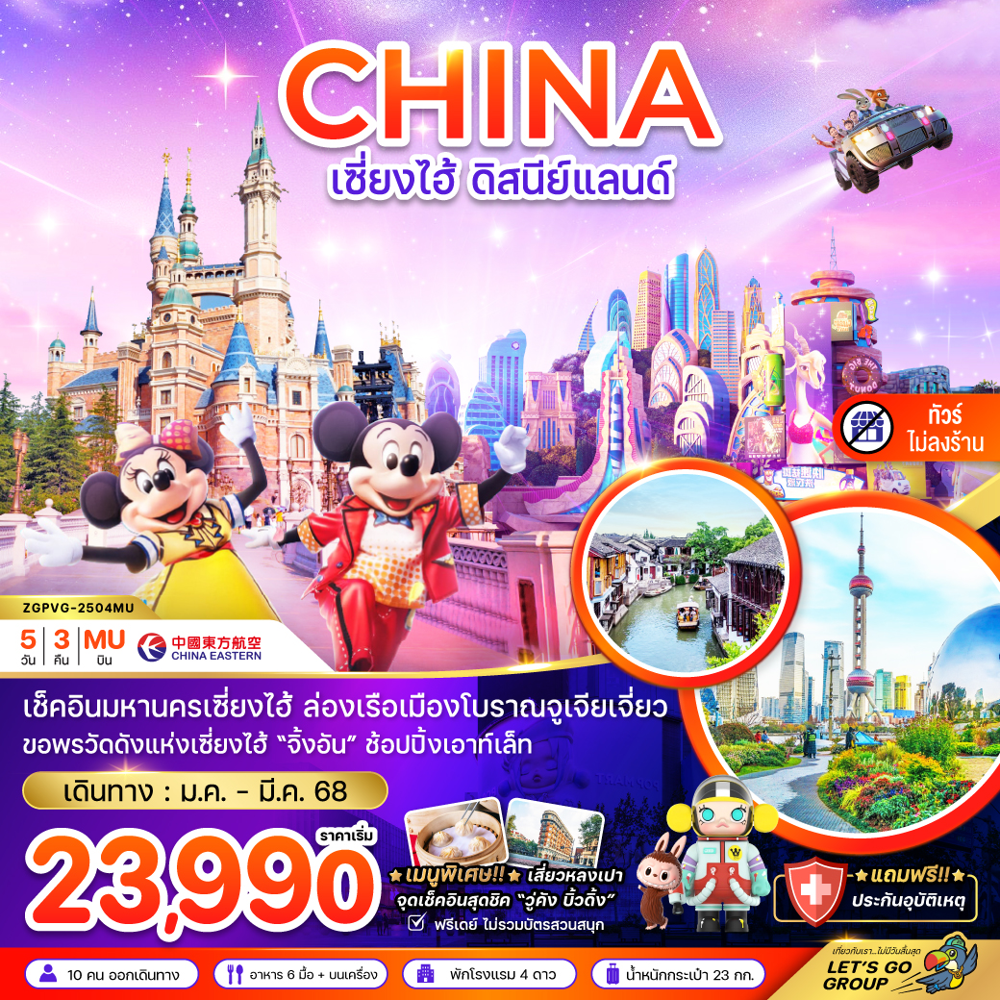 CHINA
เซี่ยงไฮ้ ดิสนีย์แลนด์
THE BIG DONUT
ทัวร์
ไม่ลงร้าน
ZGPVG-2504MU
5 วัน 3 คืน MU บิน
中國東方航空
CHINA EASTERN
เช็คอินมหานครเซี่ยงไฮ้ ล่องเรือเมืองโบราณจูเจียเจี่ยว
ขอพรวัดดังแห่งเซี่ยงไฮ้ “จิ้งอัน” ช้อปปิ้งเอาท์เล็ท
เดินทาง : ม.ค. - มี.ค. 68
ราคาเริ่ม
23,990
เมนูพิเศษ!! เสี่ยวหลงเปา
จุดเช็คอินสุดชิค “วู่คัง บิ้วดิ้ง”
ฟรีเดย์ ไม่รวมบัตรสวนสนุก
แถมฟรี!!
ประกันอุบัติเหตุ
10 คน ออกเดินทาง
อาหาร 6 มื้อ + บนเครื่อง
พักโรงแรม 4 ดาว
น้ำหนักกระเป๋า 23 กก.
เที่ยวกับเรา...ไม่มีวันสิ้นสุด
LET'S GO
GROUP